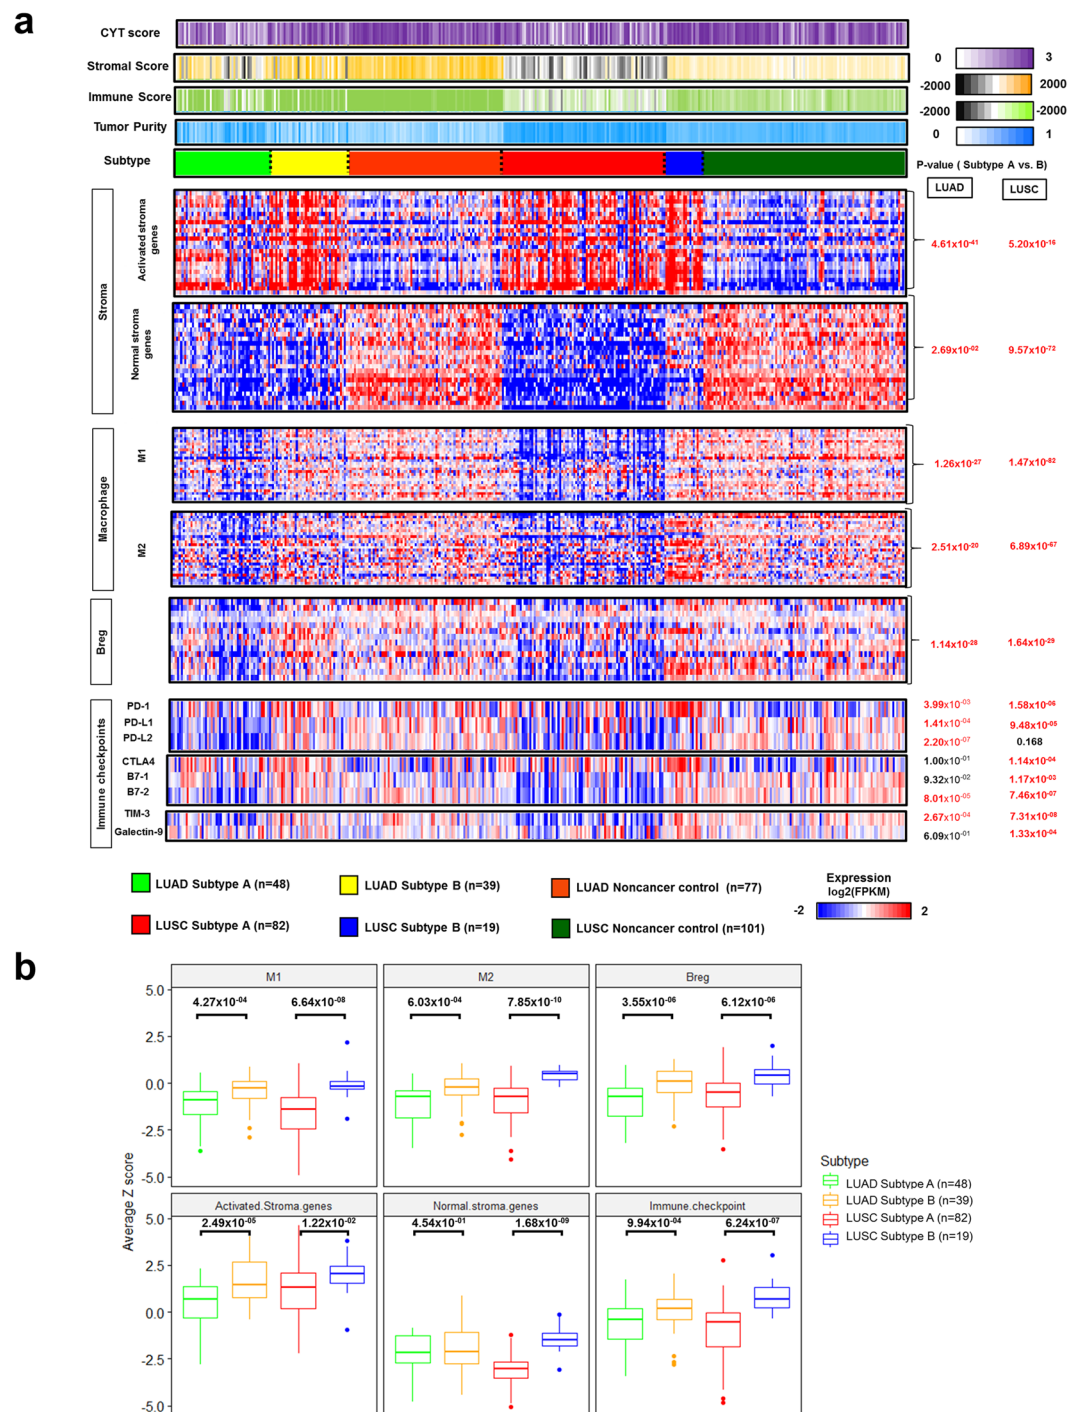 a
CYT score
Stromal Score
Immune Score
Tumor Purity
Subtype
0 3
-2000 2000
-2000 -2000
0 1
P-value ( Subtype A vs. B)
LUAD LUSC
Stroma
Activated stroma genes
4.61x10-41 5.20x10-16
Normal stroma genes
2.69x10-02 9.57x10-72
Macrophage
M1
1.26x10-27 1.47x10-82
M2
2.51x10-20 6.89x10-67
Breg
1.14x10-28 1.64x10-29
Immune checkpoints
PD-1 3.99x10-03 1.58x10-06
PD-L1 1.41x10-04 9.48x10-05
PD-L2 2.20x10-07 0.168
CTLA4 1.00x10-01 1.14x10-04
B7-1 9.32x10-02 1.17x10-03
B7-2 8.01x10-05 7.46x10-07
TIM-3 2.67x10-04 7.31x10-08
Galectin-9 6.09x10-01 1.33x10-04
LUAD Subtype A (n=48) LUAD Subtype B (n=39) LUAD Noncancer control (n=77)
LUSC Subtype A (n=82) LUSC Subtype B (n=19) LUSC Noncancer control (n=101)
Expression
log2(FPKM)
-2 2
b
M1 M2 Breg
4.27x10-04 6.64x10-08 6.03x10-04 7.85x10-10 3.55x10-06 6.12x10-06
5.0
2.5
0.0
-2.5
-5.0
Average Z score
Activated.Stroma.genes Normal.stroma.genes Immune.checkpoint
2.49x10-05 1.22x10-02 4.54x10-01 1.68x10-09 9.94x10-04 6.24x10-07
5.0
2.5
0.0
-2.5
-5.0
Subtype
LUAD Subtype A (n=48)
LUAD Subtype B (n=39)
LUSC Subtype A (n=82)
LUSC Subtype B (n=19)